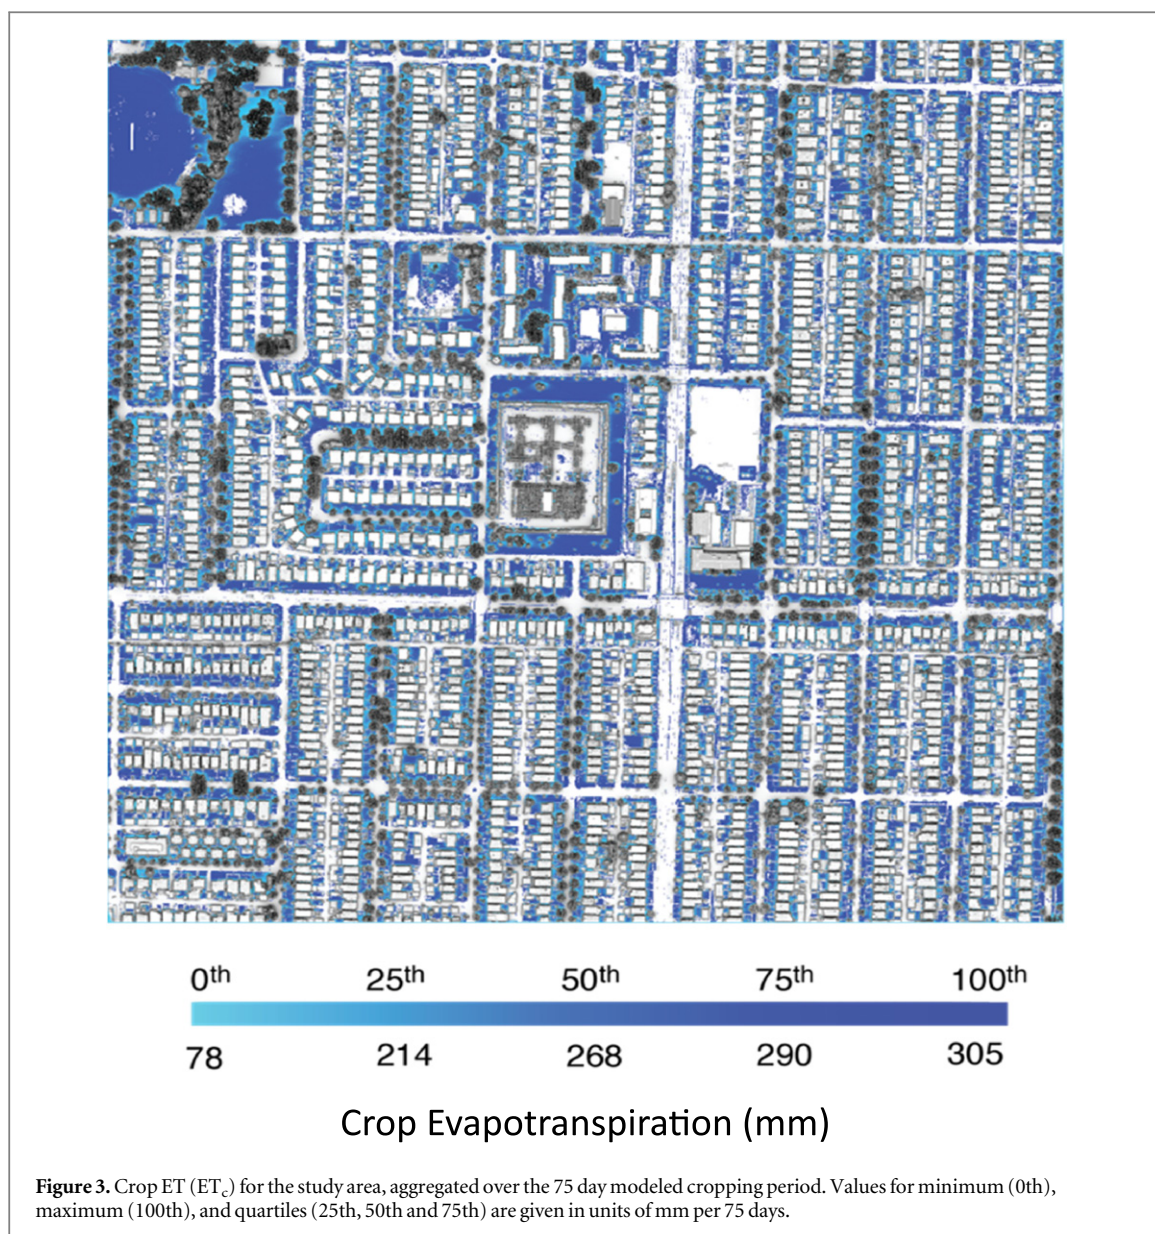 0th 25th 50th 75th 100th
78 214 268 290 305
Crop Evapotranspiration (mm)
Figure 3. Crop ET (ETc) for the study area, aggregated over the 75 day modeled cropping period. Values for minimum (0th),
maximum (100th), and quartiles (25th, 50th and 75th) are given in units of mm per 75 days.